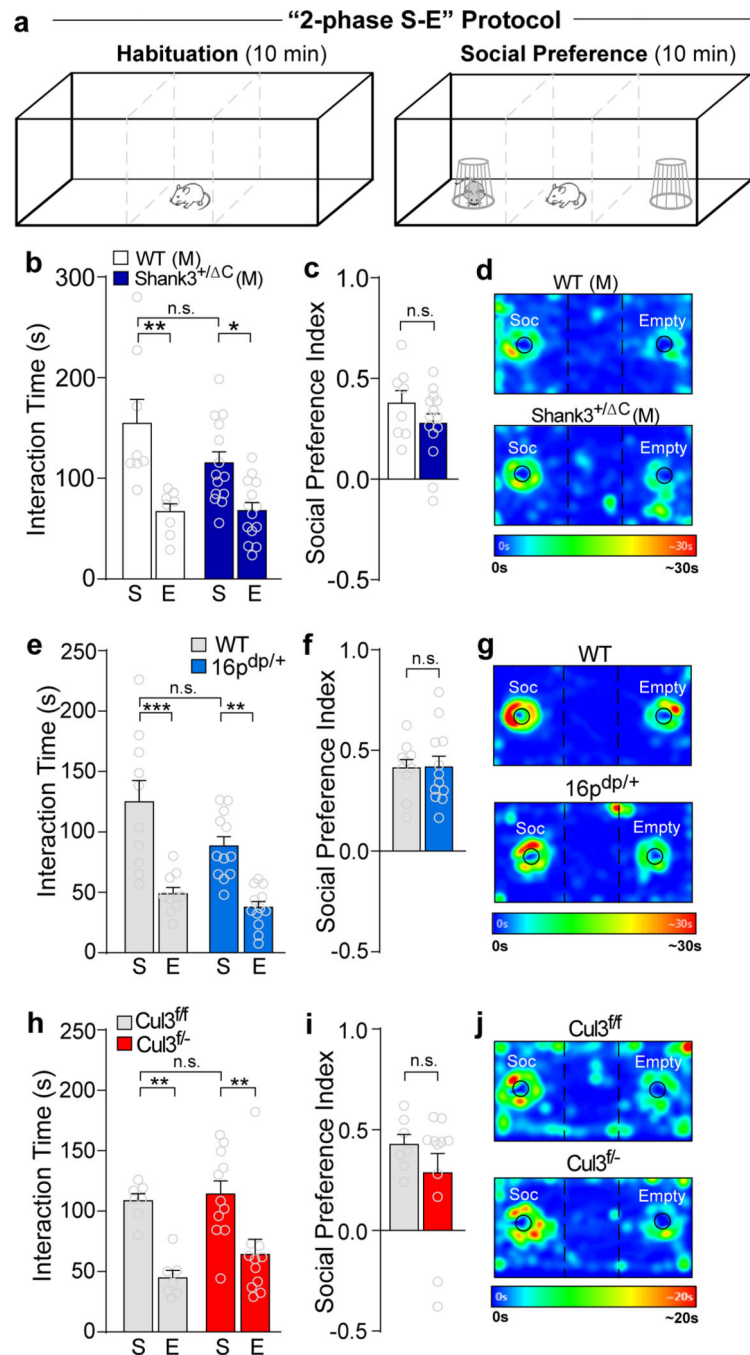 a
“2-phase S-E” Protocol
Habituation (10 min)
Social Preference (10 min)
b
WT (M)
Shank3+/ΔC (M)
Interaction Time (s)
300
200
100
0
n.s.
**
*
S E S E
c
Social Preference Index
1.0
0.5
0.0
-0.5
n.s.
d
WT (M)
Soc Empty
Shank3+/ΔC (M)
Soc Empty
0s ~30s
0s ~30s
e
WT
16pdp/+
Interaction Time (s)
250
200
150
100
50
0
n.s.
***
**
S E S E
f
Social Preference Index
1.0
0.5
0.0
-0.5
n.s.
g
WT
Soc Empty
16pdp/+
Soc Empty
0s ~30s
0s ~30s
h
Cul3f/f
Cul3f/-
Interaction Time (s)
250
200
150
100
50
0
n.s.
**
**
S E S E
i
Social Preference Index
1.0
0.5
0.0
-0.5
n.s.
j
Cul3f/f
Soc Empty
Cul3f/-
Soc Empty
0s ~20s
0s ~20s